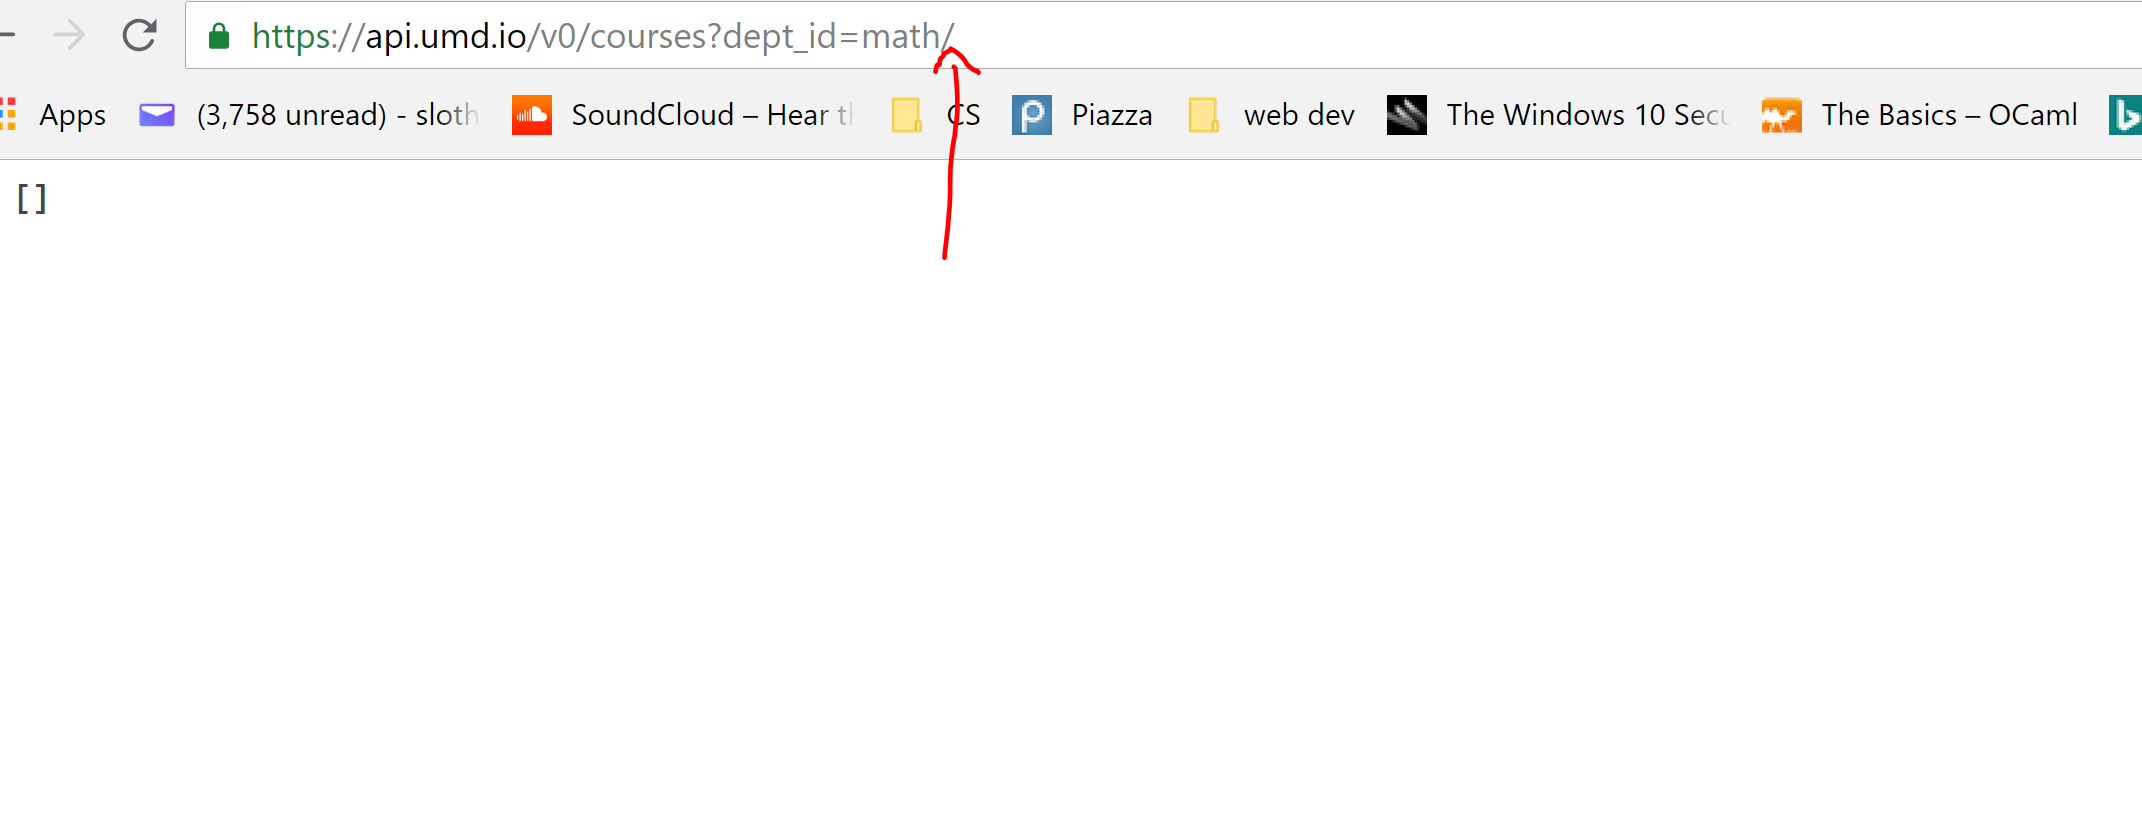 https://api.umd.io/v0/courses?dept_id=math/
Apps (3,758 unread) - sloth SoundCloud – Hear th CS Piazza web dev The Windows 10 Secu The Basics – OCaml
[]